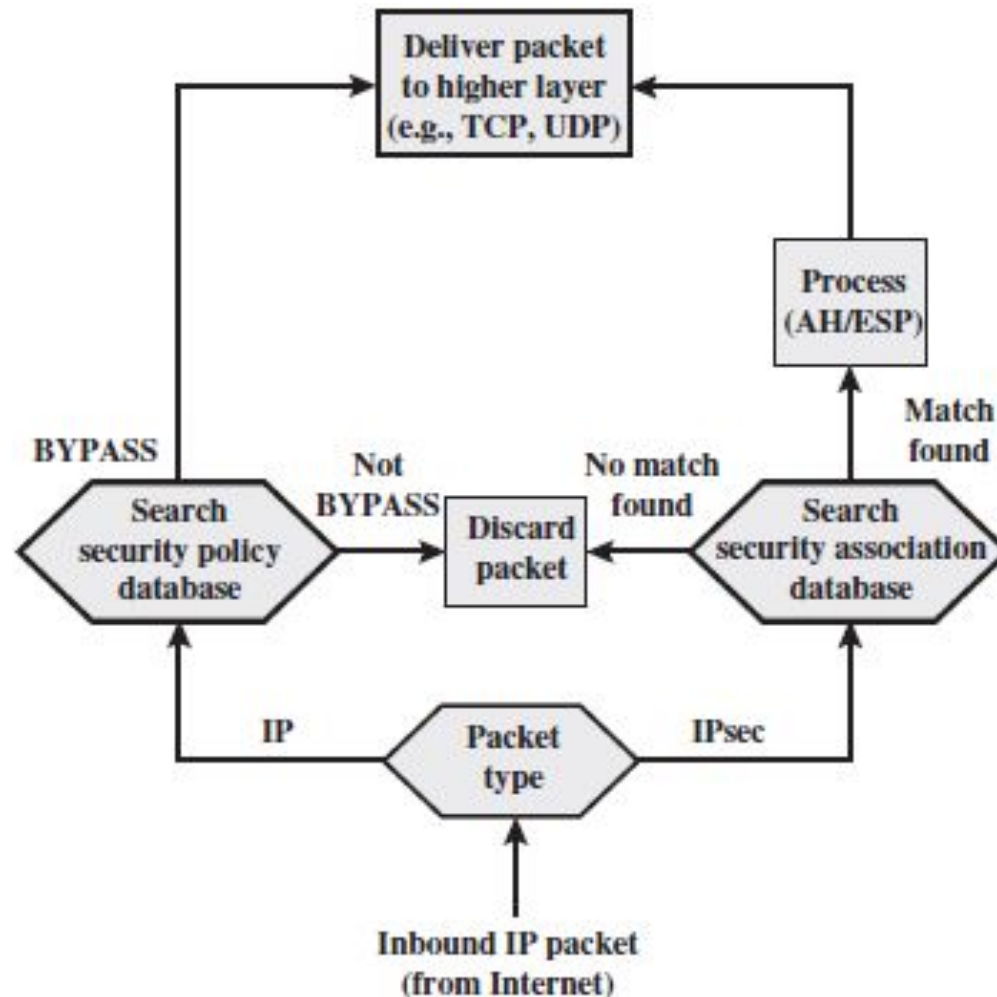 Deliver packet
to higher layer
(e.g., TCP, UDP)
Process
(AH/ESP)
BYPASS
Not
BYPASS
No match
found
Match
found
Search
security policy
database
Discard
packet
Search
security association
database
IP
Packet
type
IPsec
Inbound IP packet
(from Internet)